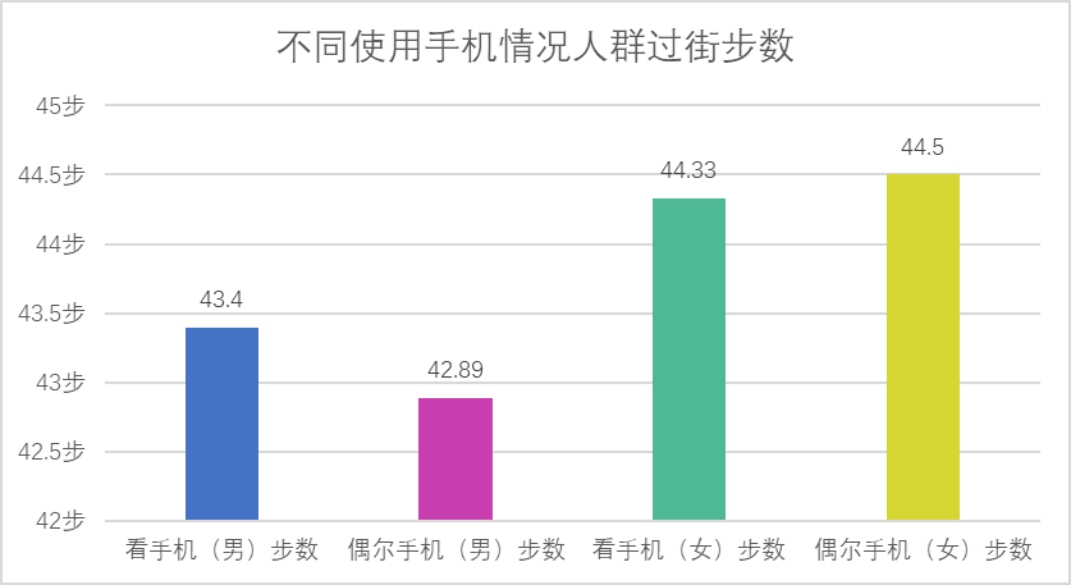 不同使用手机情况人群过街步数
45步
44.5步
44步
43.5步
43步
42.5步
42步
43.4
42.89
44.33
44.5
看手机（男）步数
偶尔手机（男）步数
看手机（女）步数
偶尔手机（女）步数